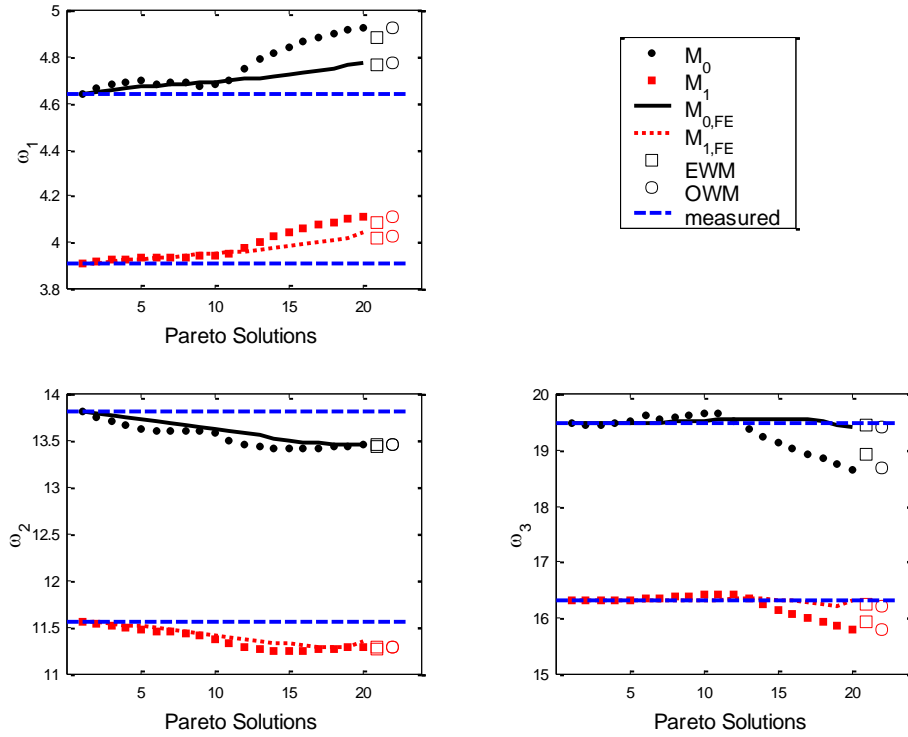 5
4.8
4.6
4.4
4.2
4
3.8
ω1
5
10
15
20
Pareto Solutions
M0
M1
M0,FE
M1,FE
EWM
OWM
measured
14
13.5
13
12.5
12
11.5
11
ω2
5
10
15
20
Pareto Solutions
20
19
18
17
16
15
ω3
5
10
15
20
Pareto Solutions